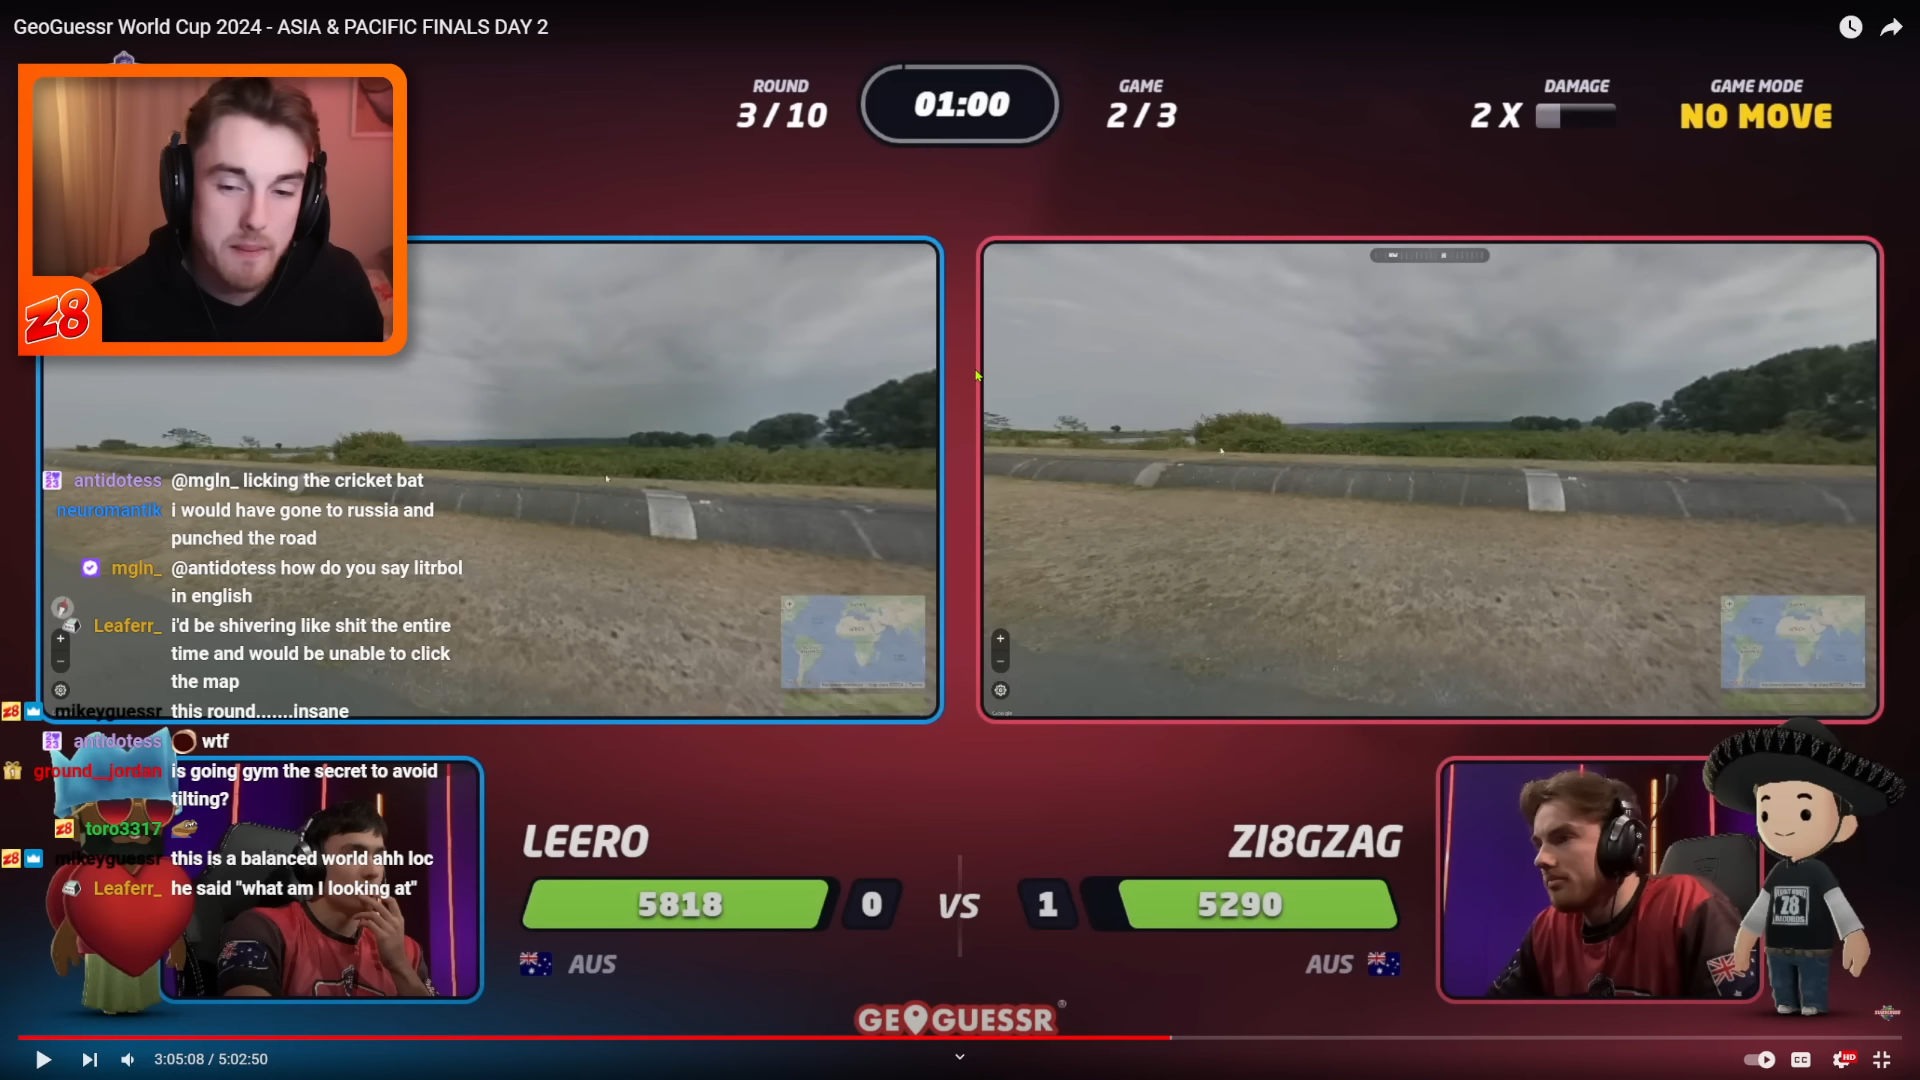 GeoGuessr World Cup 2024 - ASIA & PACIFIC FINALS DAY 2
ROUND
3 / 10
01:00
GAME
2 / 3
DAMAGE
2 X
GAME MODE
NO MOVE
Z8
antidotess @mgln_ licking the cricket bat
neuromantik i would have gone to russia and
punched the road
mgln_ @antidotess how do you say litrbol
in english
Leaferr_ i'd be shivering like shit the entire
time and would be unable to click
the map
mikeyguessr this round.......insane
antidotess wtf
ground__jordan is going gym the secret to avoid
tilting?
toro3317
mikeyguessr this is a balanced world ahh loc
Leaferr_ he said "what am I looking at"
LEERO
5818
0
VS
ZI8GZAG
1
5290
AUS
AUS
Z8
RECORDS
GEOGUESSR
3:05:08 / 5:02:50
CC
HD